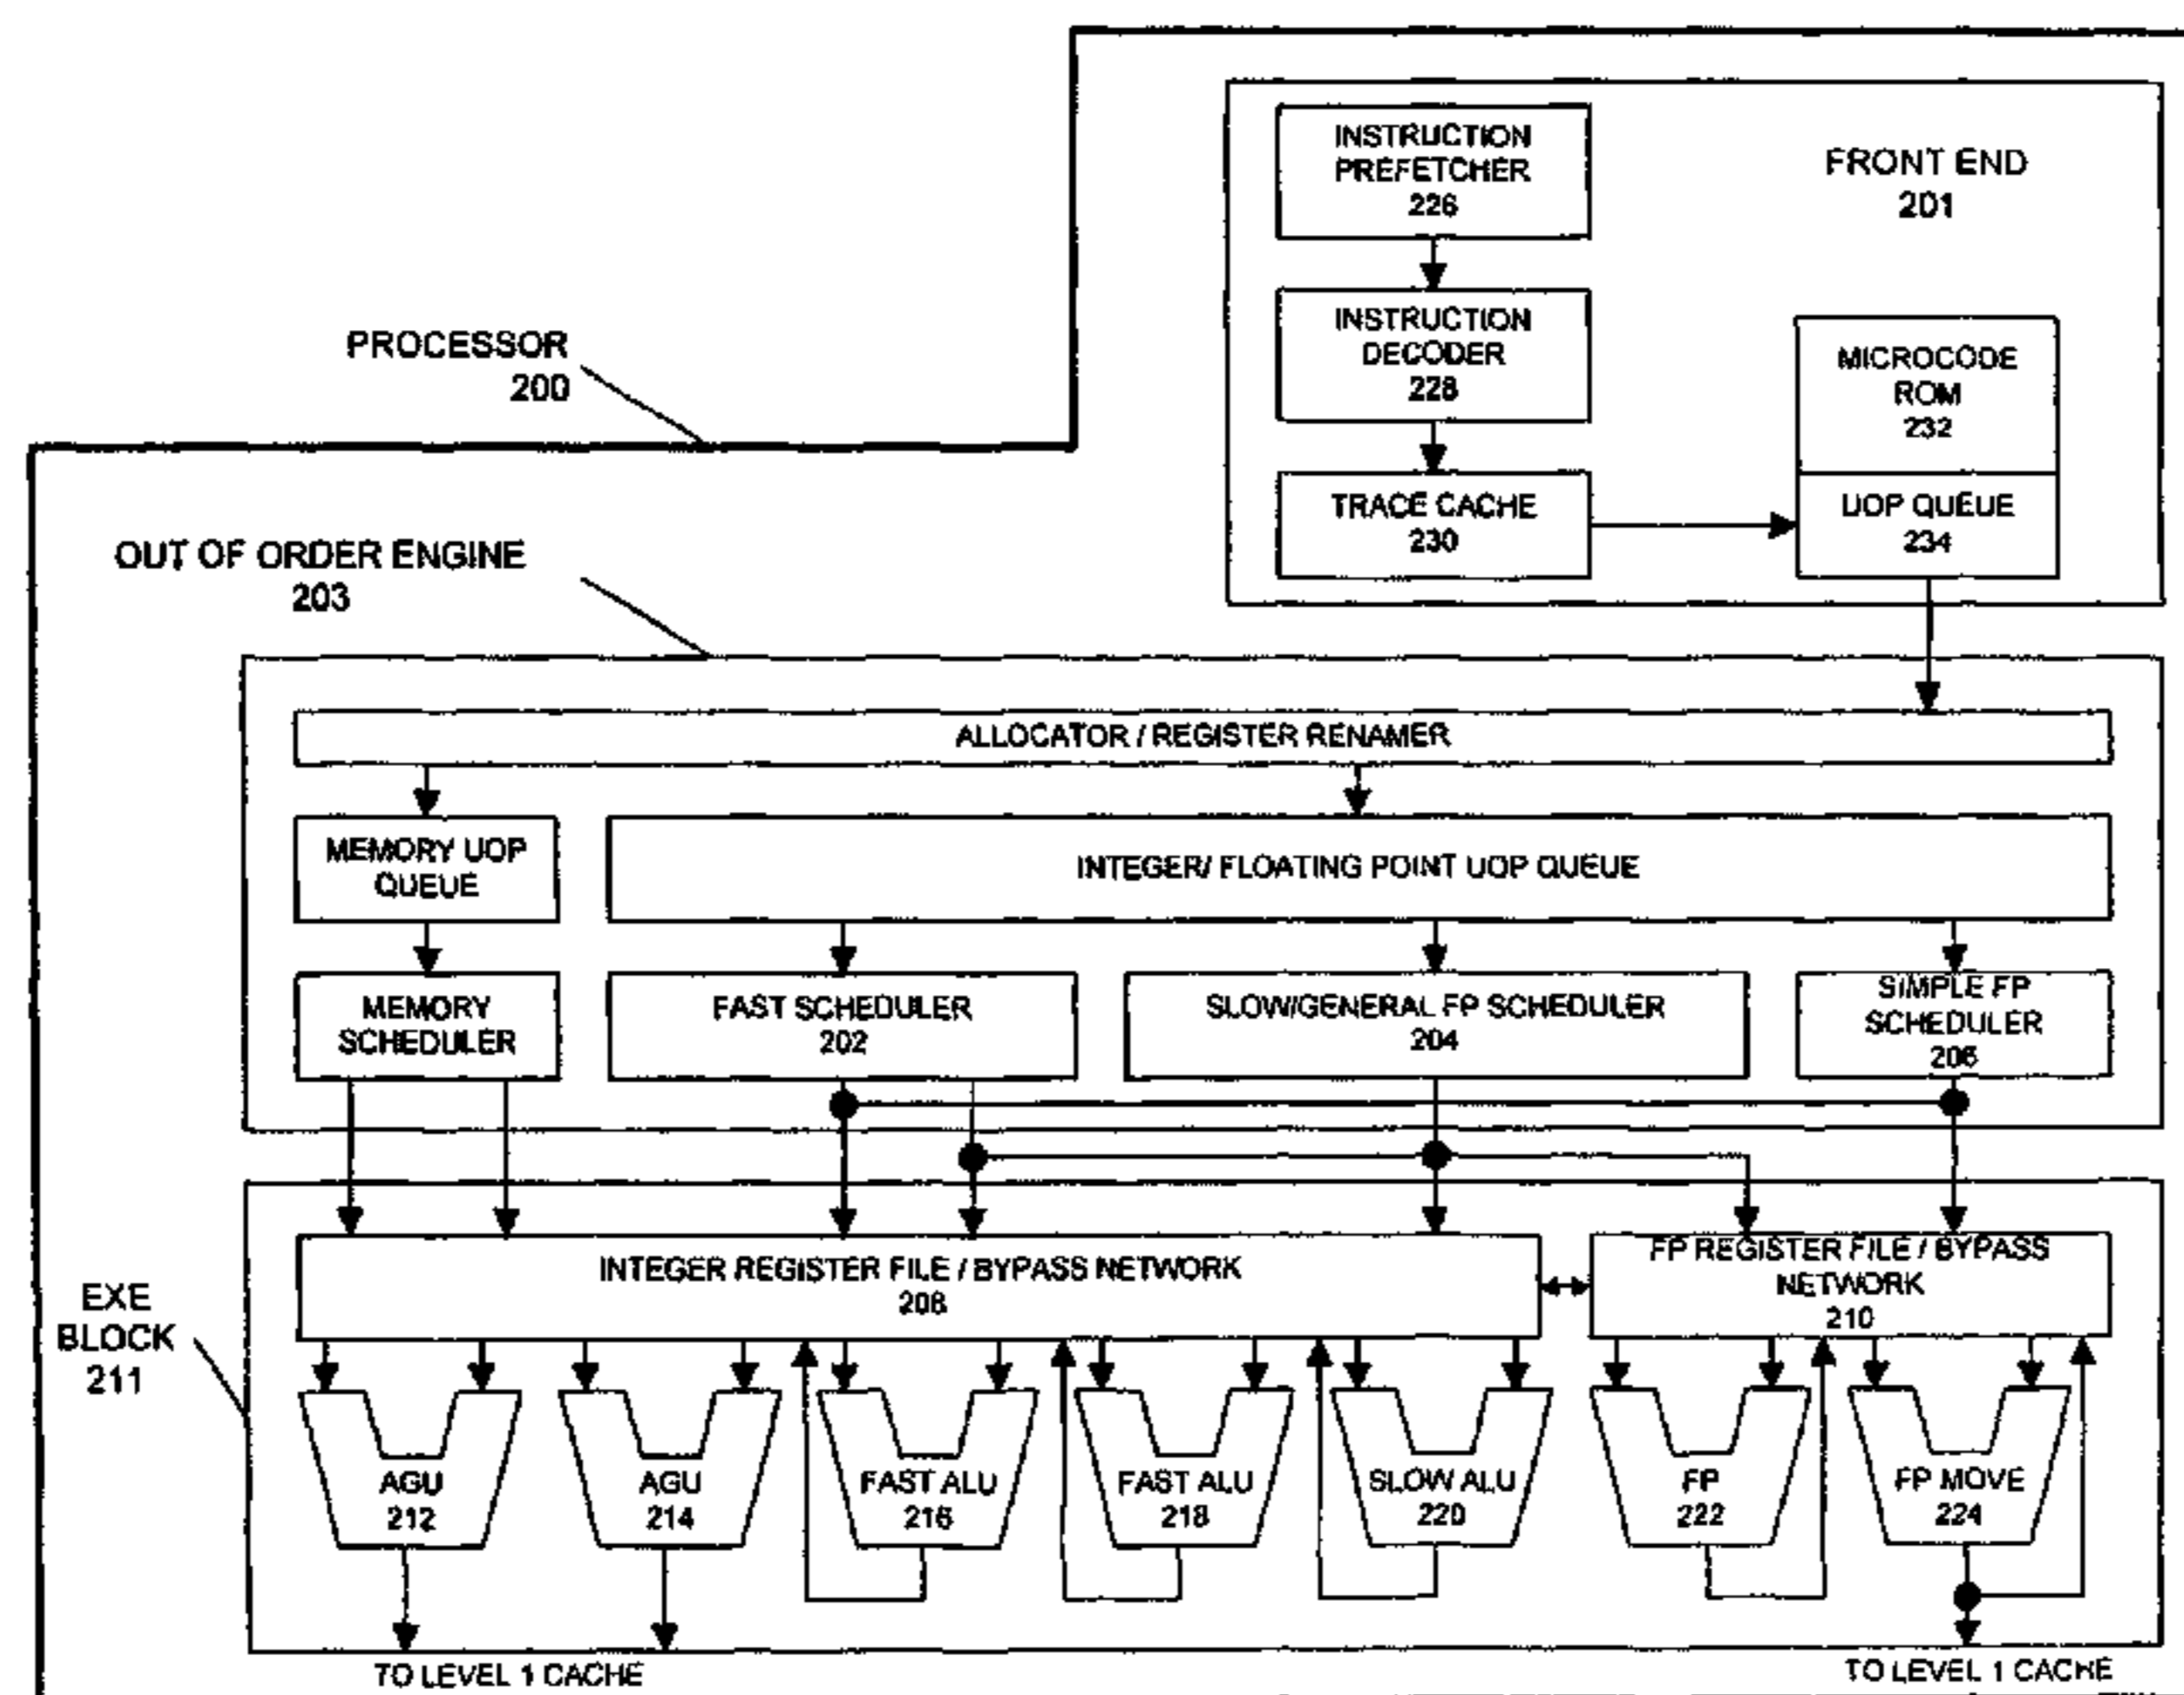 INSTRUCTION
PREFETCHER
226
FRONT END
201
INSTRUCTION
DECODER
228
PROCESSOR
200
MICROCODE
ROM
232
TRACE CACHE
230
UOP QUEUE
234
OUT OF ORDER ENGINE
203
ALLOCATOR / REGISTER RENAMER
MEMORY UOP
QUEUE
INTEGER/ FLOATING POINT UOP QUEUE
MEMORY
SCHEDULER
FAST SCHEDULER
202
SLOW/GENERAL FP SCHEDULER
204
SIMPLE FP
SCHEDULER
206
INTEGER REGISTER FILE / BYPASS NETWORK
208
FP REGISTER FILE / BYPASS
NETWORK
210
EXE
BLOCK
211
AGU
212
AGU
214
FAST ALU
216
FAST ALU
218
SLOW ALU
220
FP
222
FP MOVE
224
TO LEVEL 1 CACHE
TO LEVEL 1 CACHE